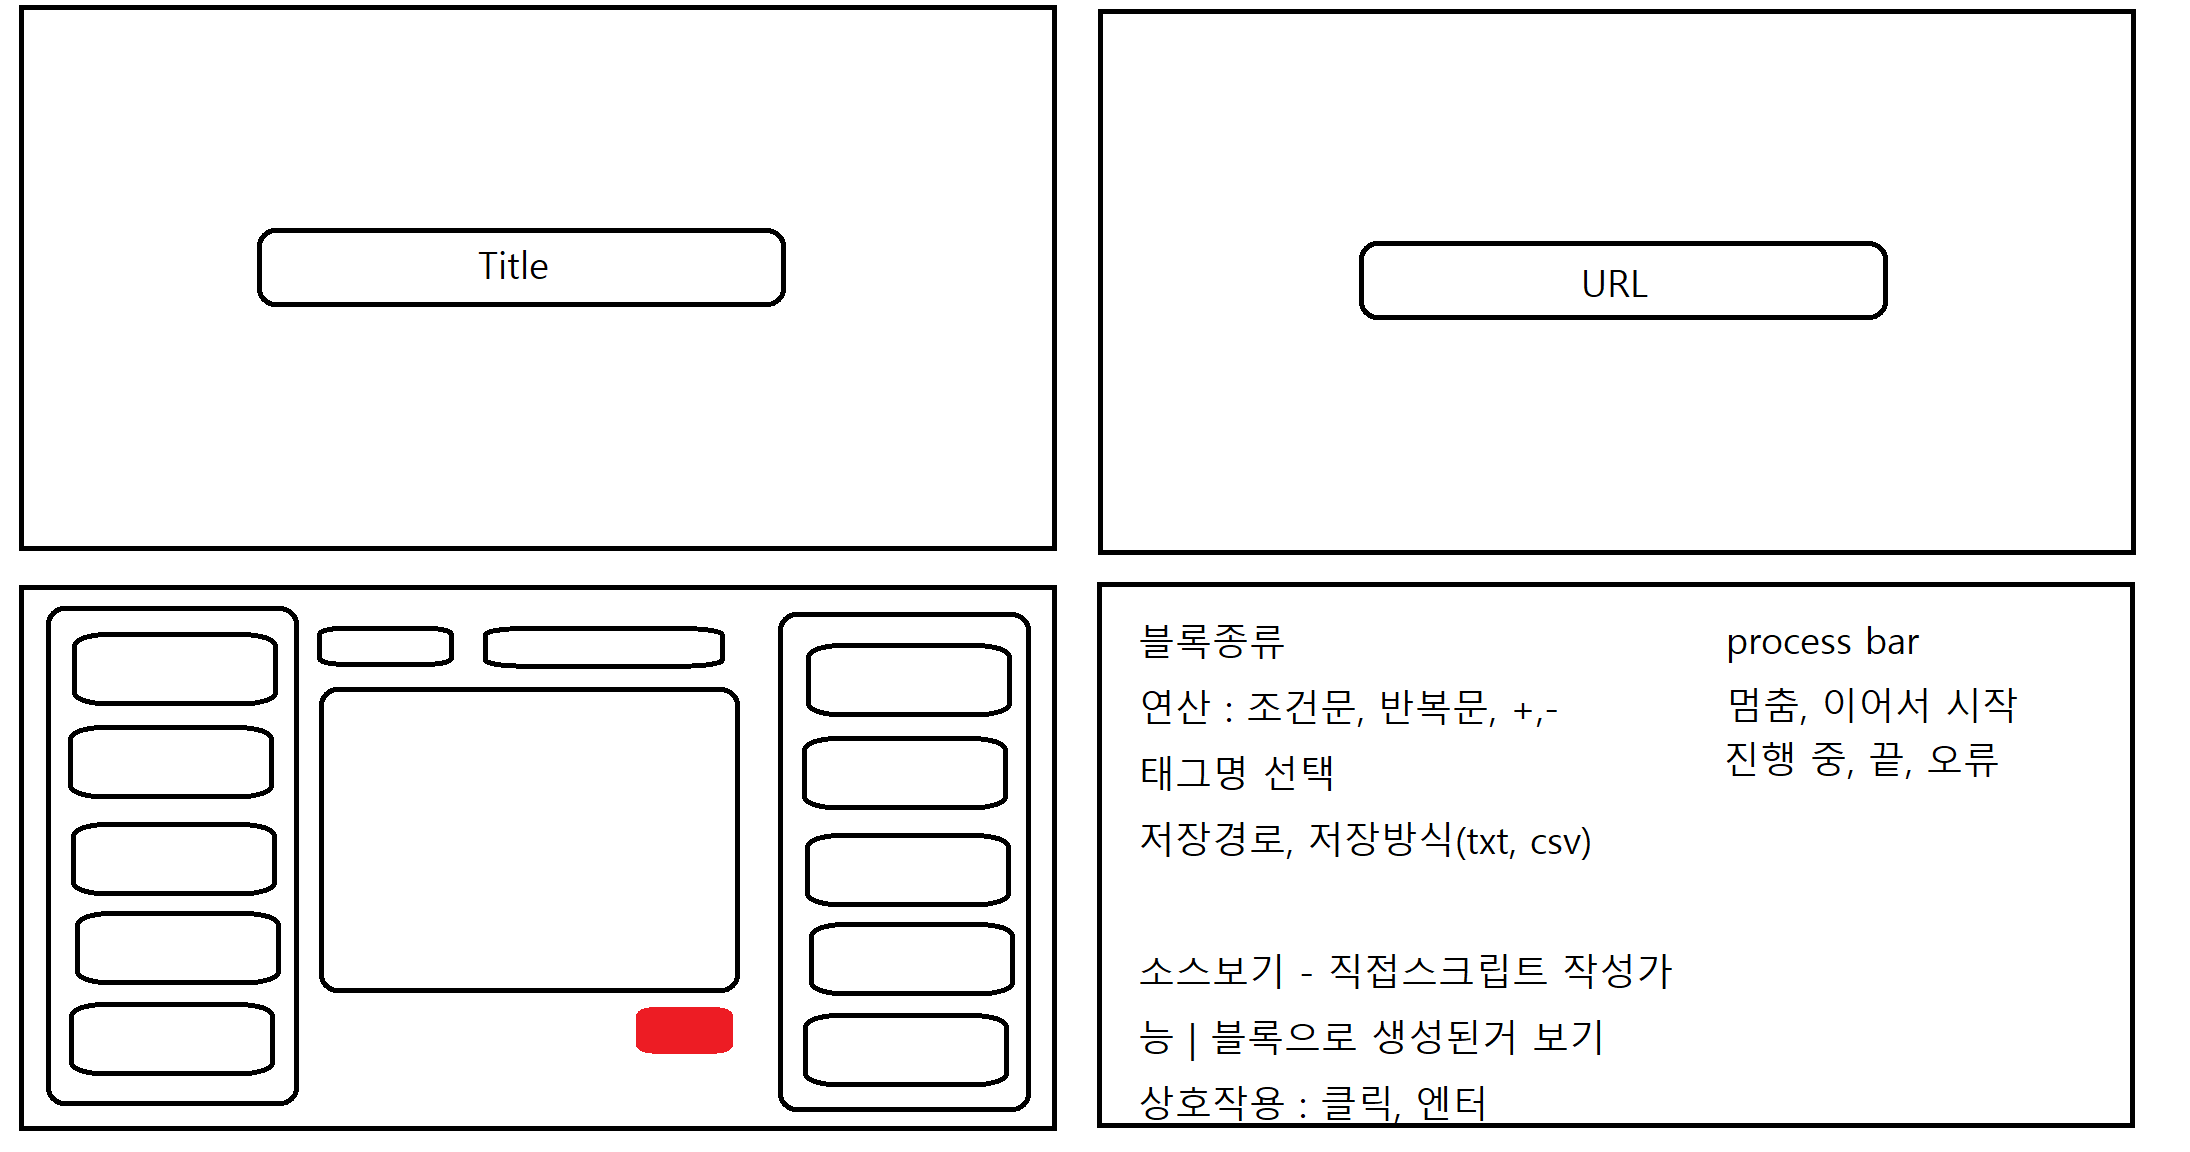 Title
URL
블록종류
연산 : 조건문, 반복문, +,-
태그명 선택
저장경로, 저장방식(txt, csv)
소스보기 - 직접스크립트 작성가
능 | 블록으로 생성된거 보기
상호작용 : 클릭, 엔터
process bar
멈춤, 이어서 시작
진행 중, 끝, 오류